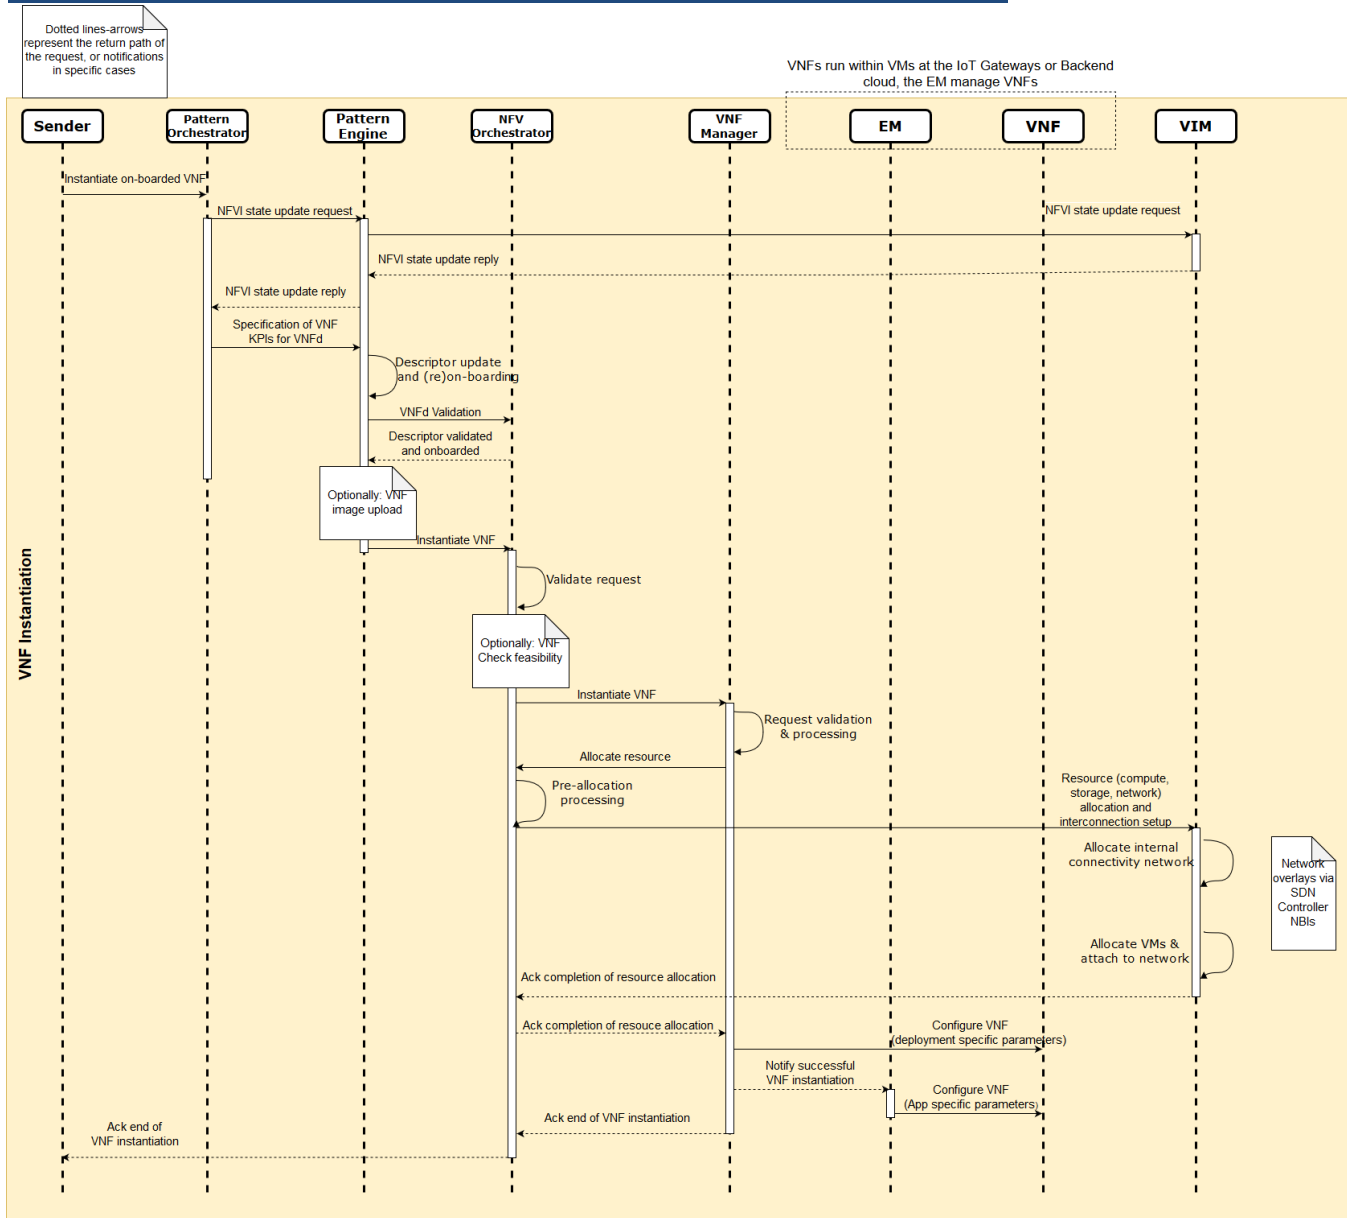 Dotted lines-arrows
represent the return path of
the request, or notifications
in specific cases
VNFs run within VMs at the IoT Gateways or Backend
cloud, the EM manage VNFs
Sender
Pattern
Orchestrator
Pattern
Engine
NFV
Orchestrator
VNF
Manager
EM
VNF
VIM
Instantiate on-boarded VNF
NFVI state update request
NFVI state update request
NFVI state update reply
NFVI state update reply
Specification of VNF
KPIs for VNFd
Descriptor update
and (re)on-boarding
VNFd Validation
Descriptor validated
and onboarded
Optionally: VNF
image upload
Instantiate VNF
VNF Instantiation
Validate request
Optionally: VNF
Check feasibility
Instantiate VNF
Request validation
& processing
Allocate resource
Pre-allocation
processing
Resource (compute,
storage, network)
allocation and
interconnection setup
Allocate internal
connectivity network
Network
overlays via
SDN
Controller
NBIs
Allocate VMs &
attach to network
Ack completion of resource allocation
Ack completion of resouce allocation
Configure VNF
(deployment specific parameters)
Notify successful
VNF instantiation
Configure VNF
(App specific parameters)
Ack end of VNF instantiation
Ack end of
VNF instantiation